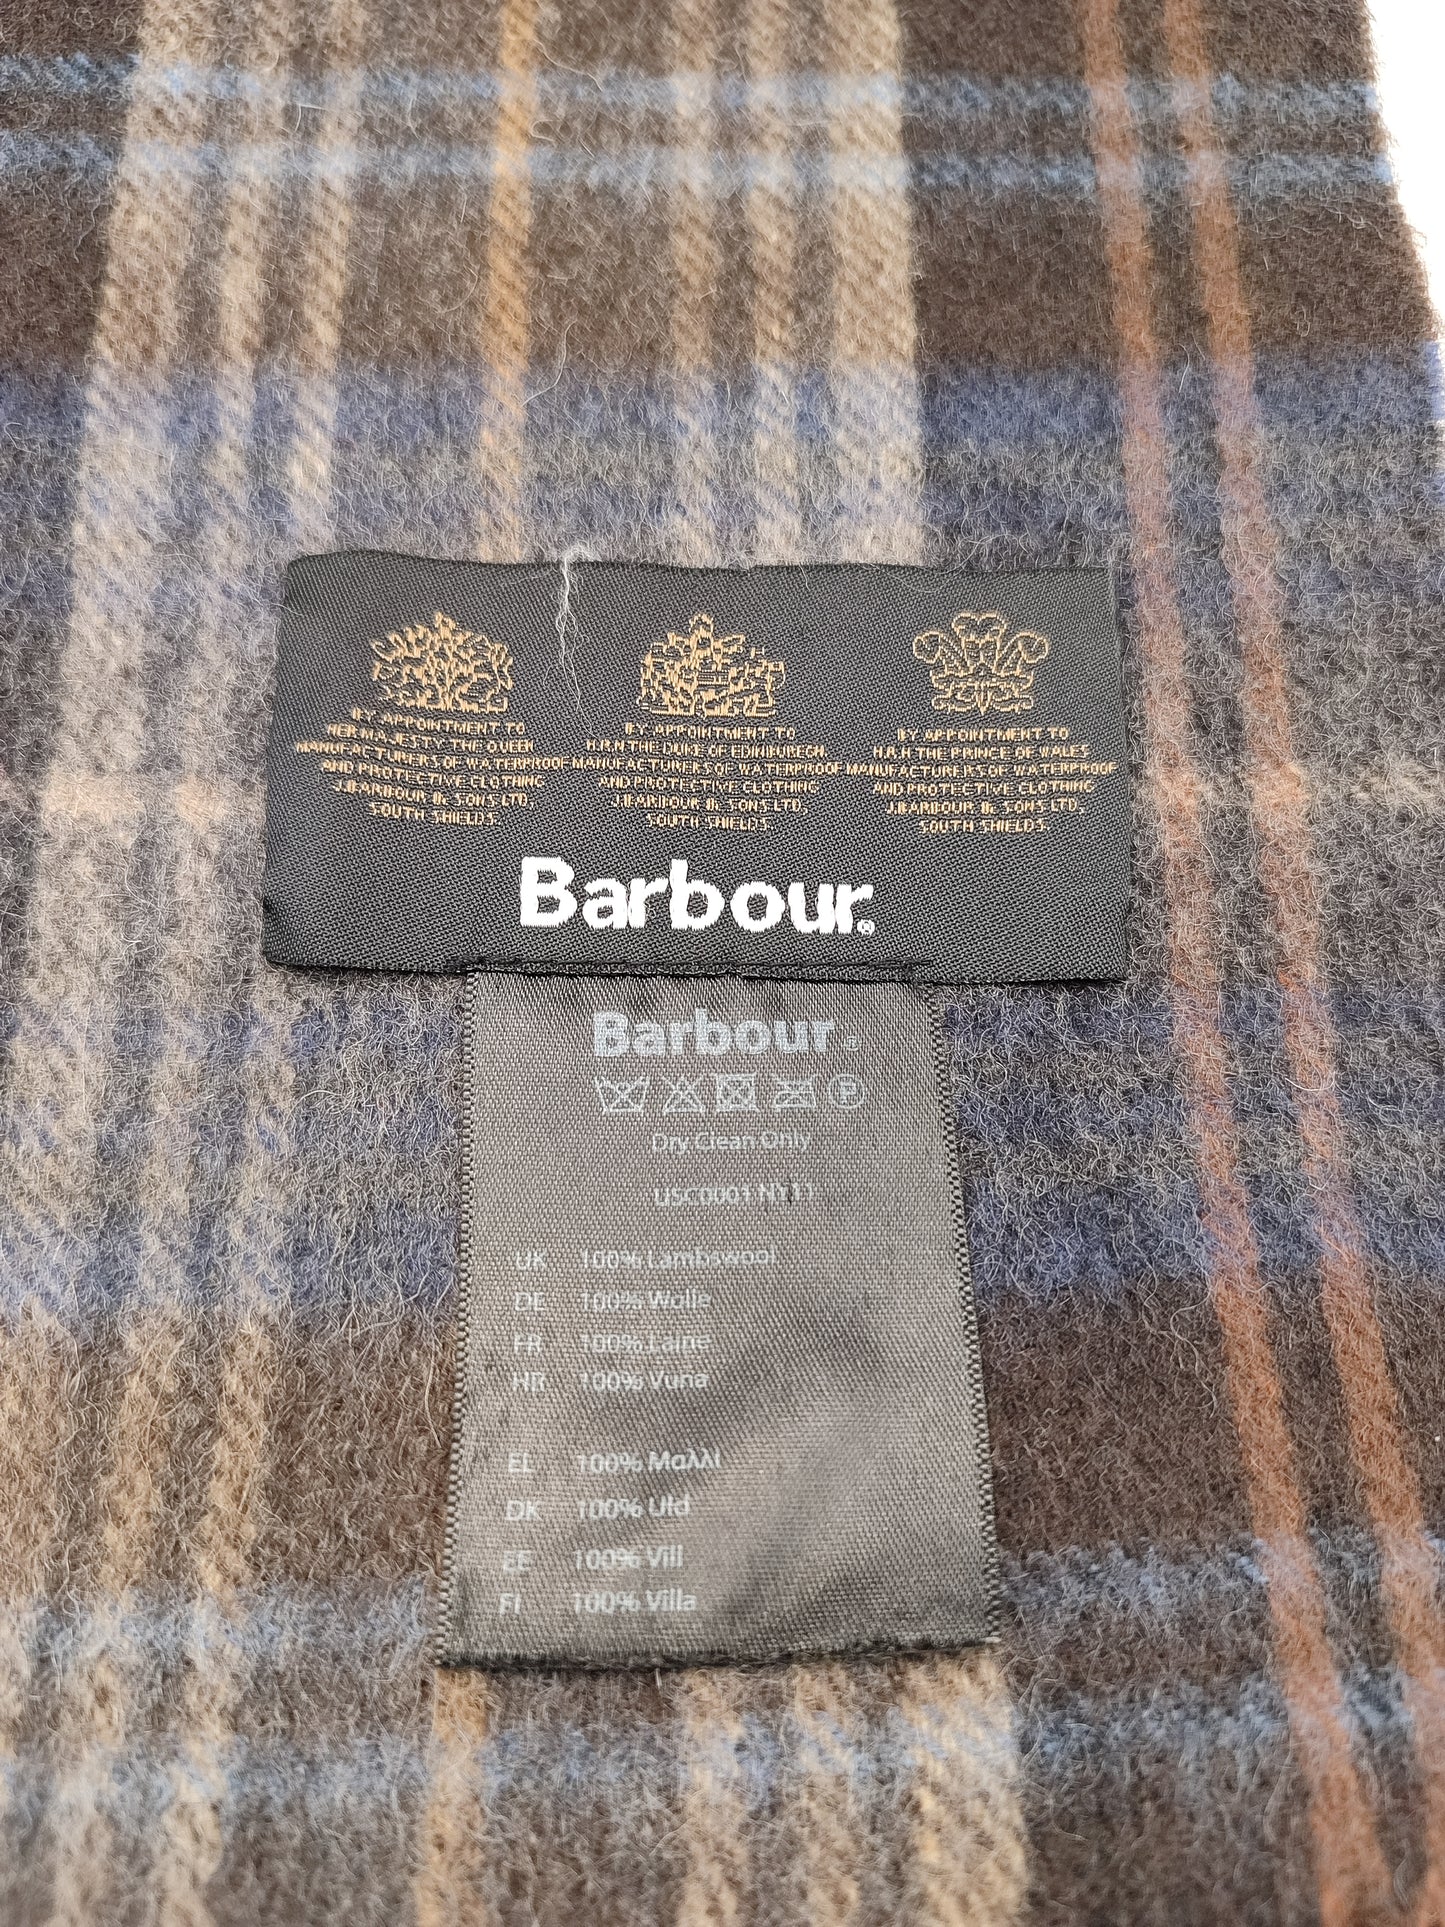 BY APPOINTMENT TO
HER MAJESTY THE QUEEN
MANUFACTURERS OF WATERPROOF
AND PROTECTIVE CLOTHING
J.BARBOUR & SONS LTD.
SOUTH SHIELDS.
BY APPOINTMENT TO
H.R.H THE DUKE OF EDINBURGH.
MANUFACTURERS OF WATERPROOF
AND PROTECTIVE CLOTHING
J.BARBOUR & SONS LTD.
SOUTH SHIELDS.
BY APPOINTMENT TO
H.R.H THE PRINCE OF WALES
MANUFACTURERS OF WATERPROOF
AND PROTECTIVE CLOTHING
J.BARBOUR & SONS LTD.
SOUTH SHIELDS.
Barbour®
Barbour®
F
Dry Clean Only
USC0001 NY11
UK 100% Lambswool
DE 100% Wolle
FR 100% Laine
HR 100% Vuna
EL 100% Μαλλί
DK 100% Uld
EE 100% Vill
FI 100% Villa